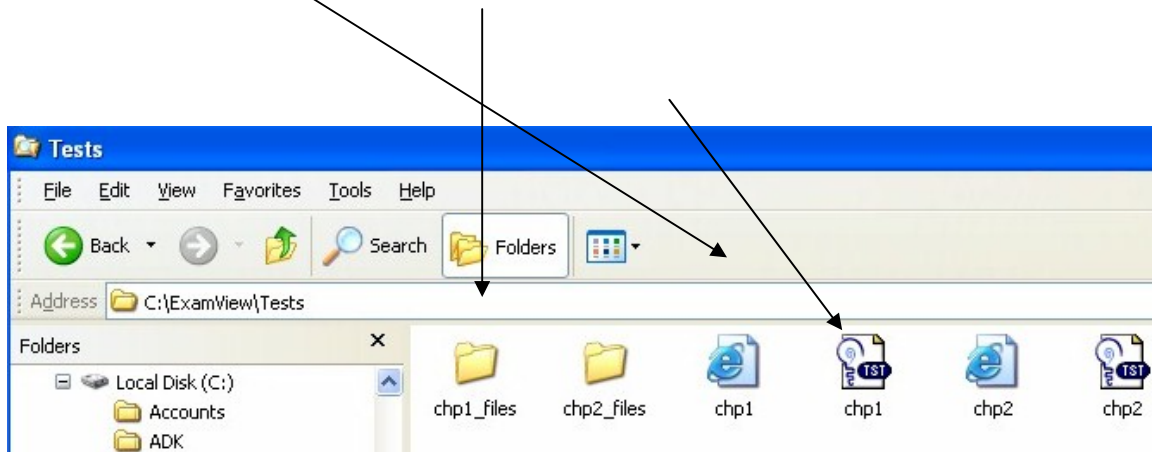 Tests
File Edit View Favorites Tools Help
Back Search Folders
Address C:\ExamView\Tests
Folders X
Local Disk (C:)
Accounts
ADK
chp1_files chp2_files chp1 chp1 chp2 chp2
TST TST